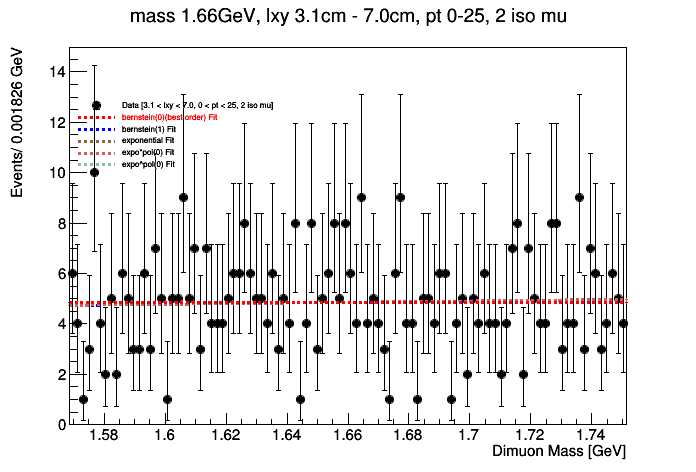 mass 1.66GeV, lxy 3.1cm - 7.0cm, pt 0-25, 2 iso mu
Events/ 0.001826 GeV
14
12
10
8
6
4
2
0
Data [3.1 < lxy < 7.0, 0 < pt < 25, 2 iso mu]
bernstein(0)(best order) Fit
bernstein(1) Fit
exponential Fit
expo*pol(0) Fit
expo^pol(0) Fit
1.58 1.6 1.62 1.64 1.66 1.68 1.7 1.72 1.74
Dimuon Mass [GeV]